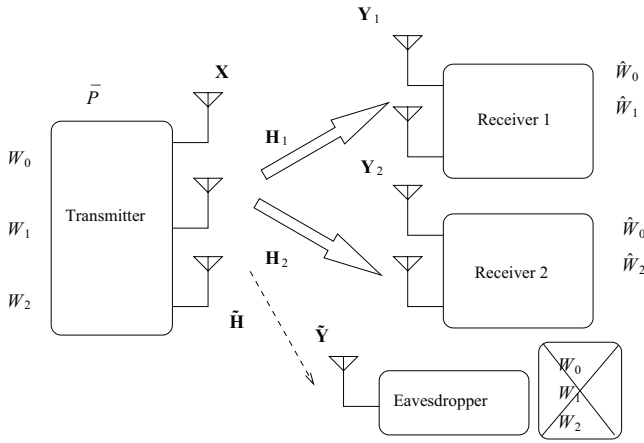 Y₁
X
P̄
Ŵ₀
Ŵ₁
H₁
Receiver 1
W₀
Y₂
W₁
Transmitter
Ŵ₀
H₂
Receiver 2
Ŵ₂
W₂
H̃
Ỹ
Eavesdropper
W₀
W₁
W₂